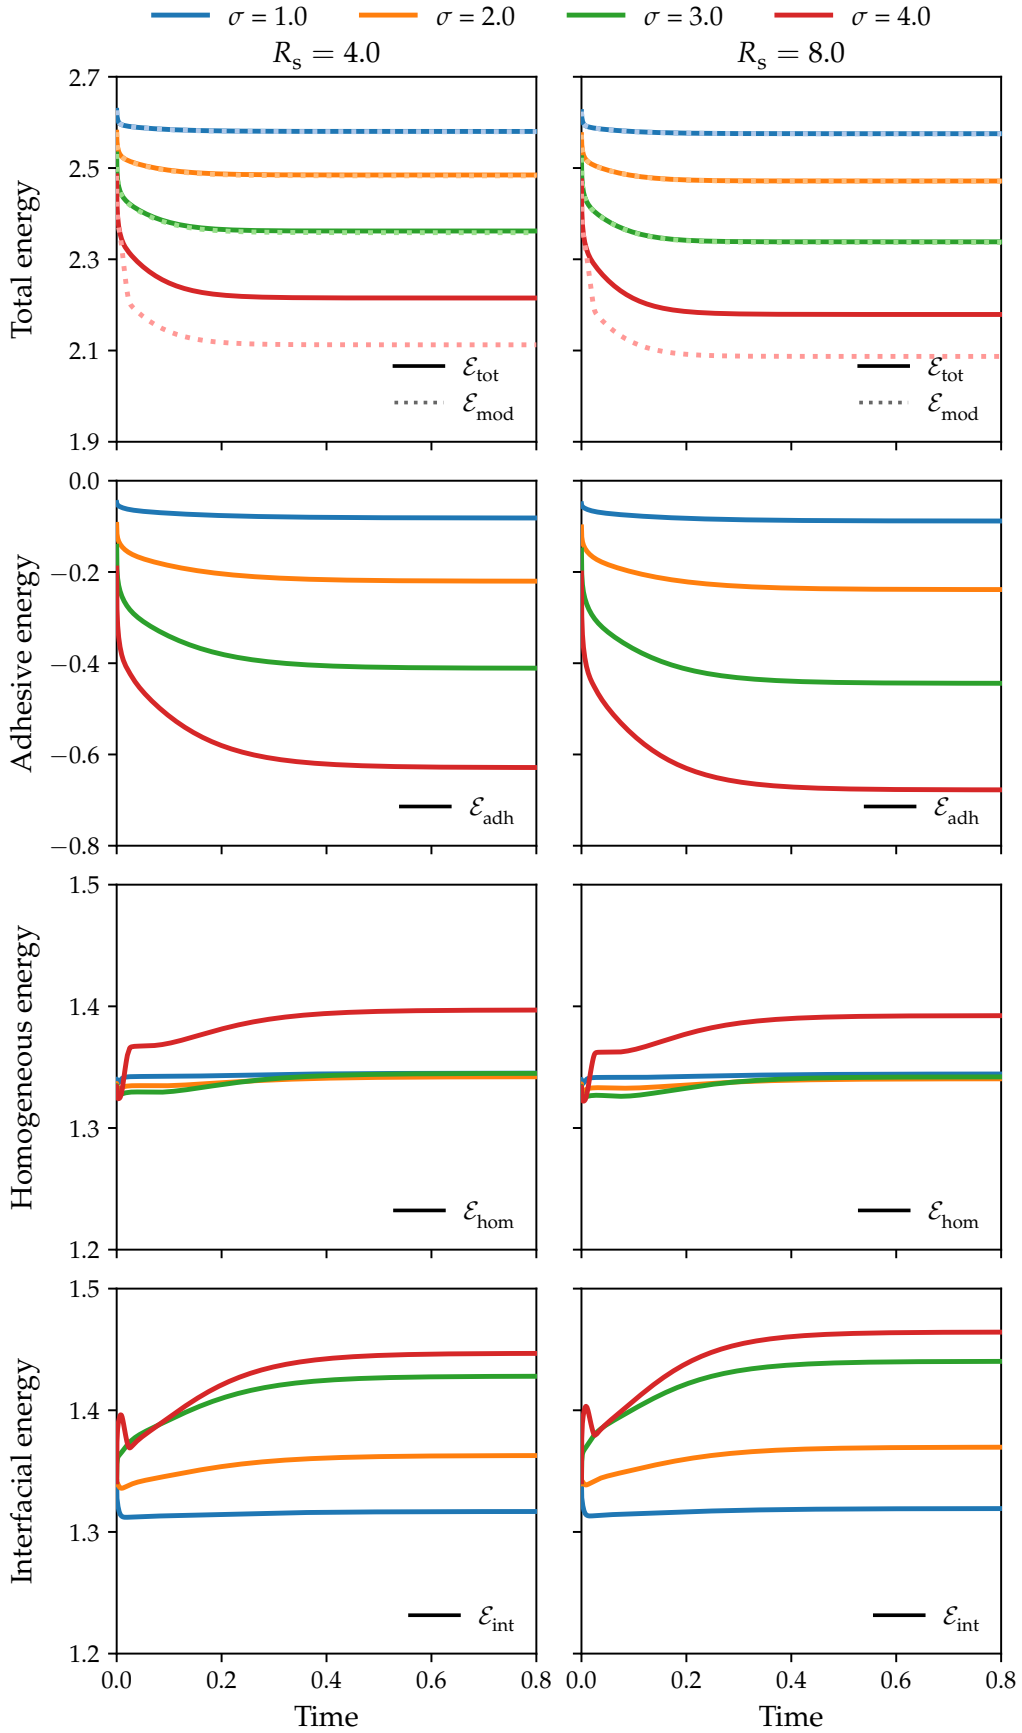 σ = 1.0 σ = 2.0 σ = 3.0 σ = 4.0
R_s = 4.0 R_s = 8.0
Total energy
2.7
2.5
2.3
2.1
1.9
ℰ_tot
ℰ_mod
ℰ_tot
ℰ_mod
Adhesive energy
0.0
−0.2
−0.4
−0.6
−0.8
ℰ_adh
ℰ_adh
Homogeneous energy
1.5
1.4
1.3
1.2
ℰ_hom
ℰ_hom
Interfacial energy
1.5
1.4
1.3
1.2
ℰ_int
ℰ_int
0.0 0.2 0.4 0.6 0.8
0.0 0.2 0.4 0.6 0.8
Time Time